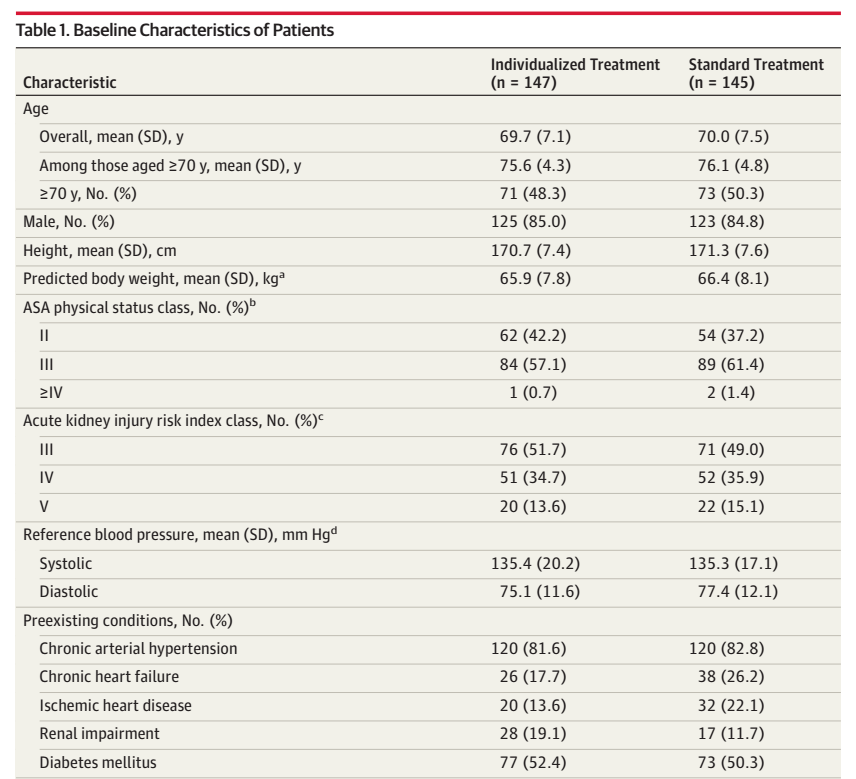 Table 1. Baseline Characteristics of Patients
Characteristic Individualized Treatment (n = 147) Standard Treatment (n = 145)
Age
Overall, mean (SD), y 69.7 (7.1) 70.0 (7.5)
Among those aged ≥70 y, mean (SD), y 75.6 (4.3) 76.1 (4.8)
≥70 y, No. (%) 71 (48.3) 73 (50.3)
Male, No. (%) 125 (85.0) 123 (84.8)
Height, mean (SD), cm 170.7 (7.4) 171.3 (7.6)
Predicted body weight, mean (SD), kgᵃ 65.9 (7.8) 66.4 (8.1)
ASA physical status class, No. (%)ᵇ
II 62 (42.2) 54 (37.2)
III 84 (57.1) 89 (61.4)
≥IV 1 (0.7) 2 (1.4)
Acute kidney injury risk index class, No. (%)ᶜ
III 76 (51.7) 71 (49.0)
IV 51 (34.7) 52 (35.9)
V 20 (13.6) 22 (15.1)
Reference blood pressure, mean (SD), mm Hgᵈ
Systolic 135.4 (20.2) 135.3 (17.1)
Diastolic 75.1 (11.6) 77.4 (12.1)
Preexisting conditions, No. (%)
Chronic arterial hypertension 120 (81.6) 120 (82.8)
Chronic heart failure 26 (17.7) 38 (26.2)
Ischemic heart disease 20 (13.6) 32 (22.1)
Renal impairment 28 (19.1) 17 (11.7)
Diabetes mellitus 77 (52.4) 73 (50.3)